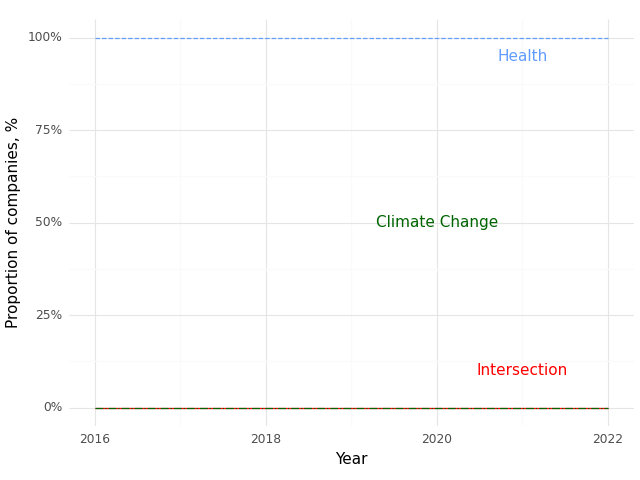 100%
Health
75%
Climate Change
50%
25%
Intersection
0%
2016
2018
2020
2022
Year
Proportion of companies, %